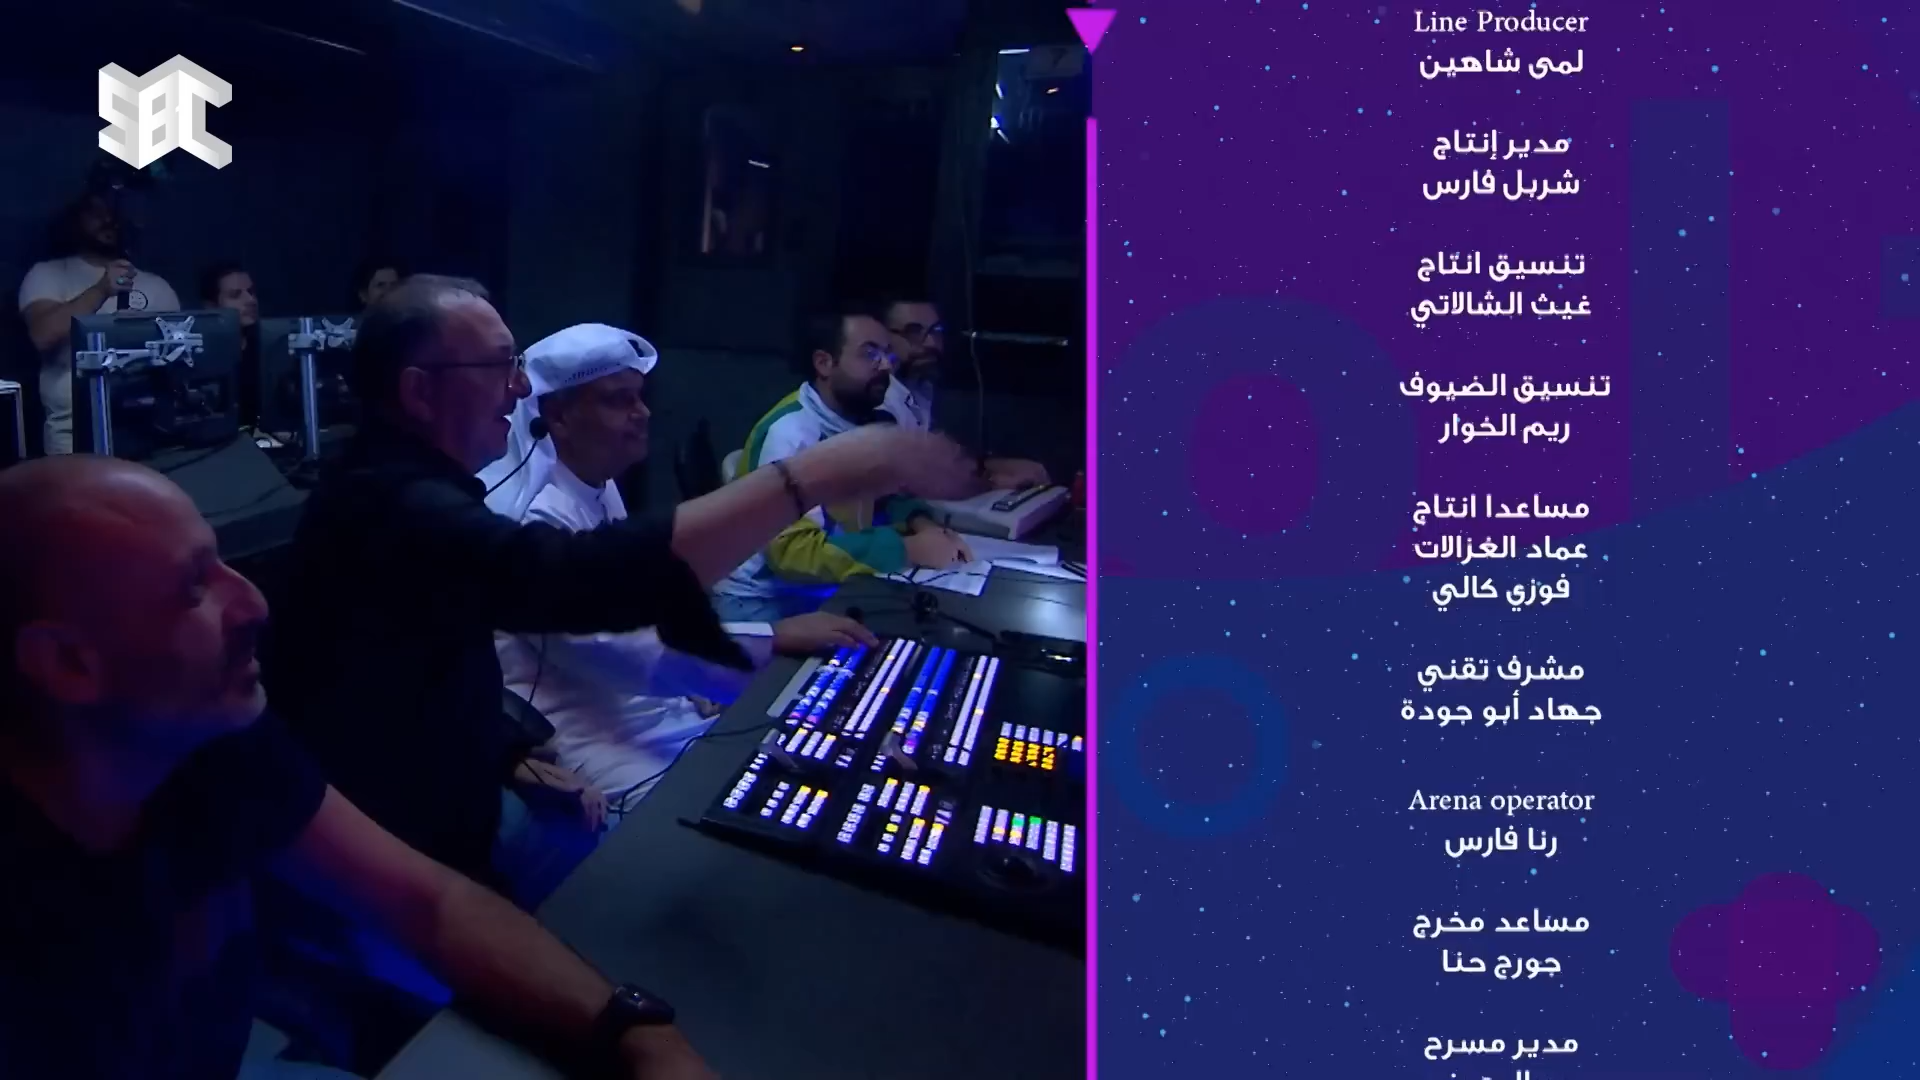 SBC
Line Producer
لمى شاهين
مدير إنتاج
شربل فارس
تنسيق انتاج
غيث الشالاتي
تنسيق الضيوف
ريم الخوار
مساعدا انتاج
عماد الغزالات
فوزي كالي
مشرف تقني
جهاد أبو جودة
Arena operator
رنا فارس
مساعد مخرج
جورج حنا
مدير مسرح